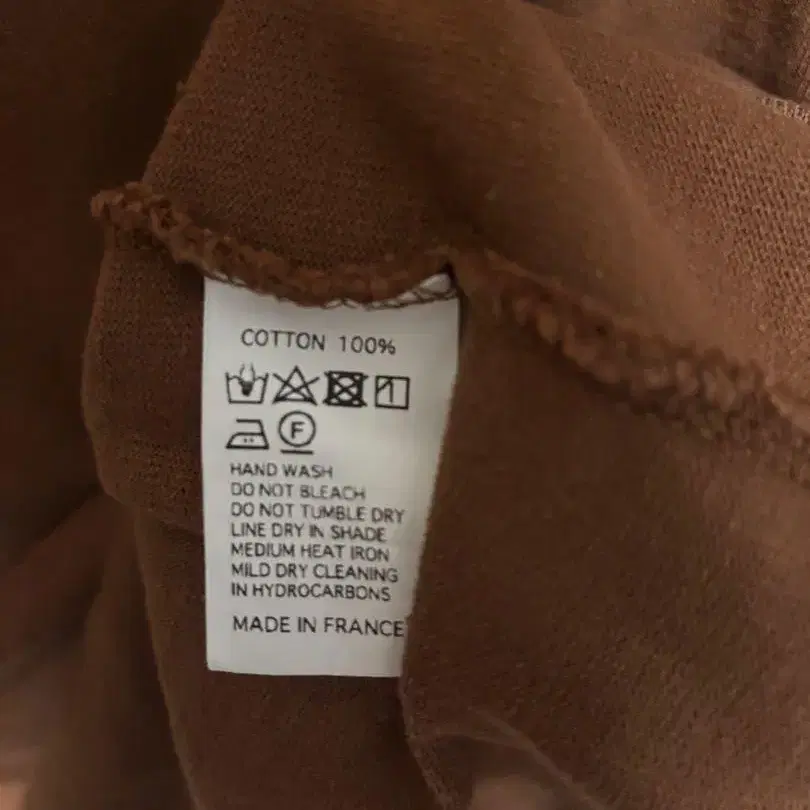 COTTON 100%
F
HAND WASH
DO NOT BLEACH
DO NOT TUMBLE DRY
LINE DRY IN SHADE
MEDIUM HEAT IRON
MILD DRY CLEANING
IN HYDROCARBONS
MADE IN FRANCE